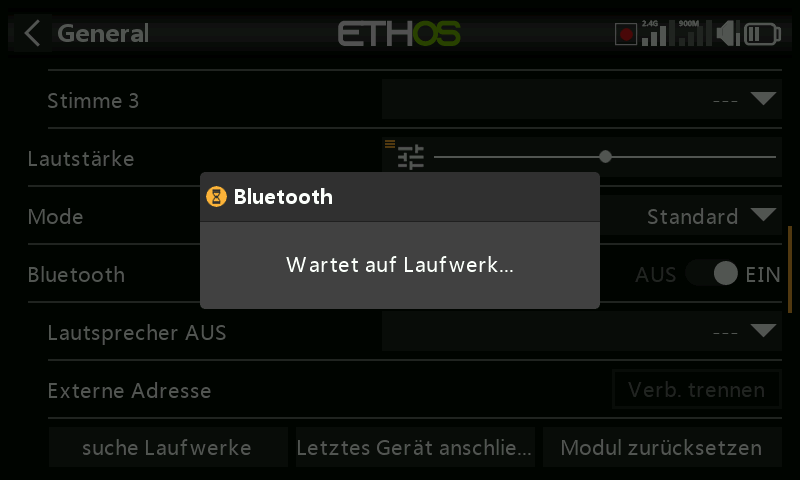 General
ETHOS
2.4G
900M
Stimme 3
---
Lautstärke
Bluetooth
Mode
Standard
Wartet auf Laufwerk...
Bluetooth
AUS
EIN
Lautsprecher AUS
---
Externe Adresse
Verb. trennen
suche Laufwerke
Letztes Gerät anschlie...
Modul zurücksetzen